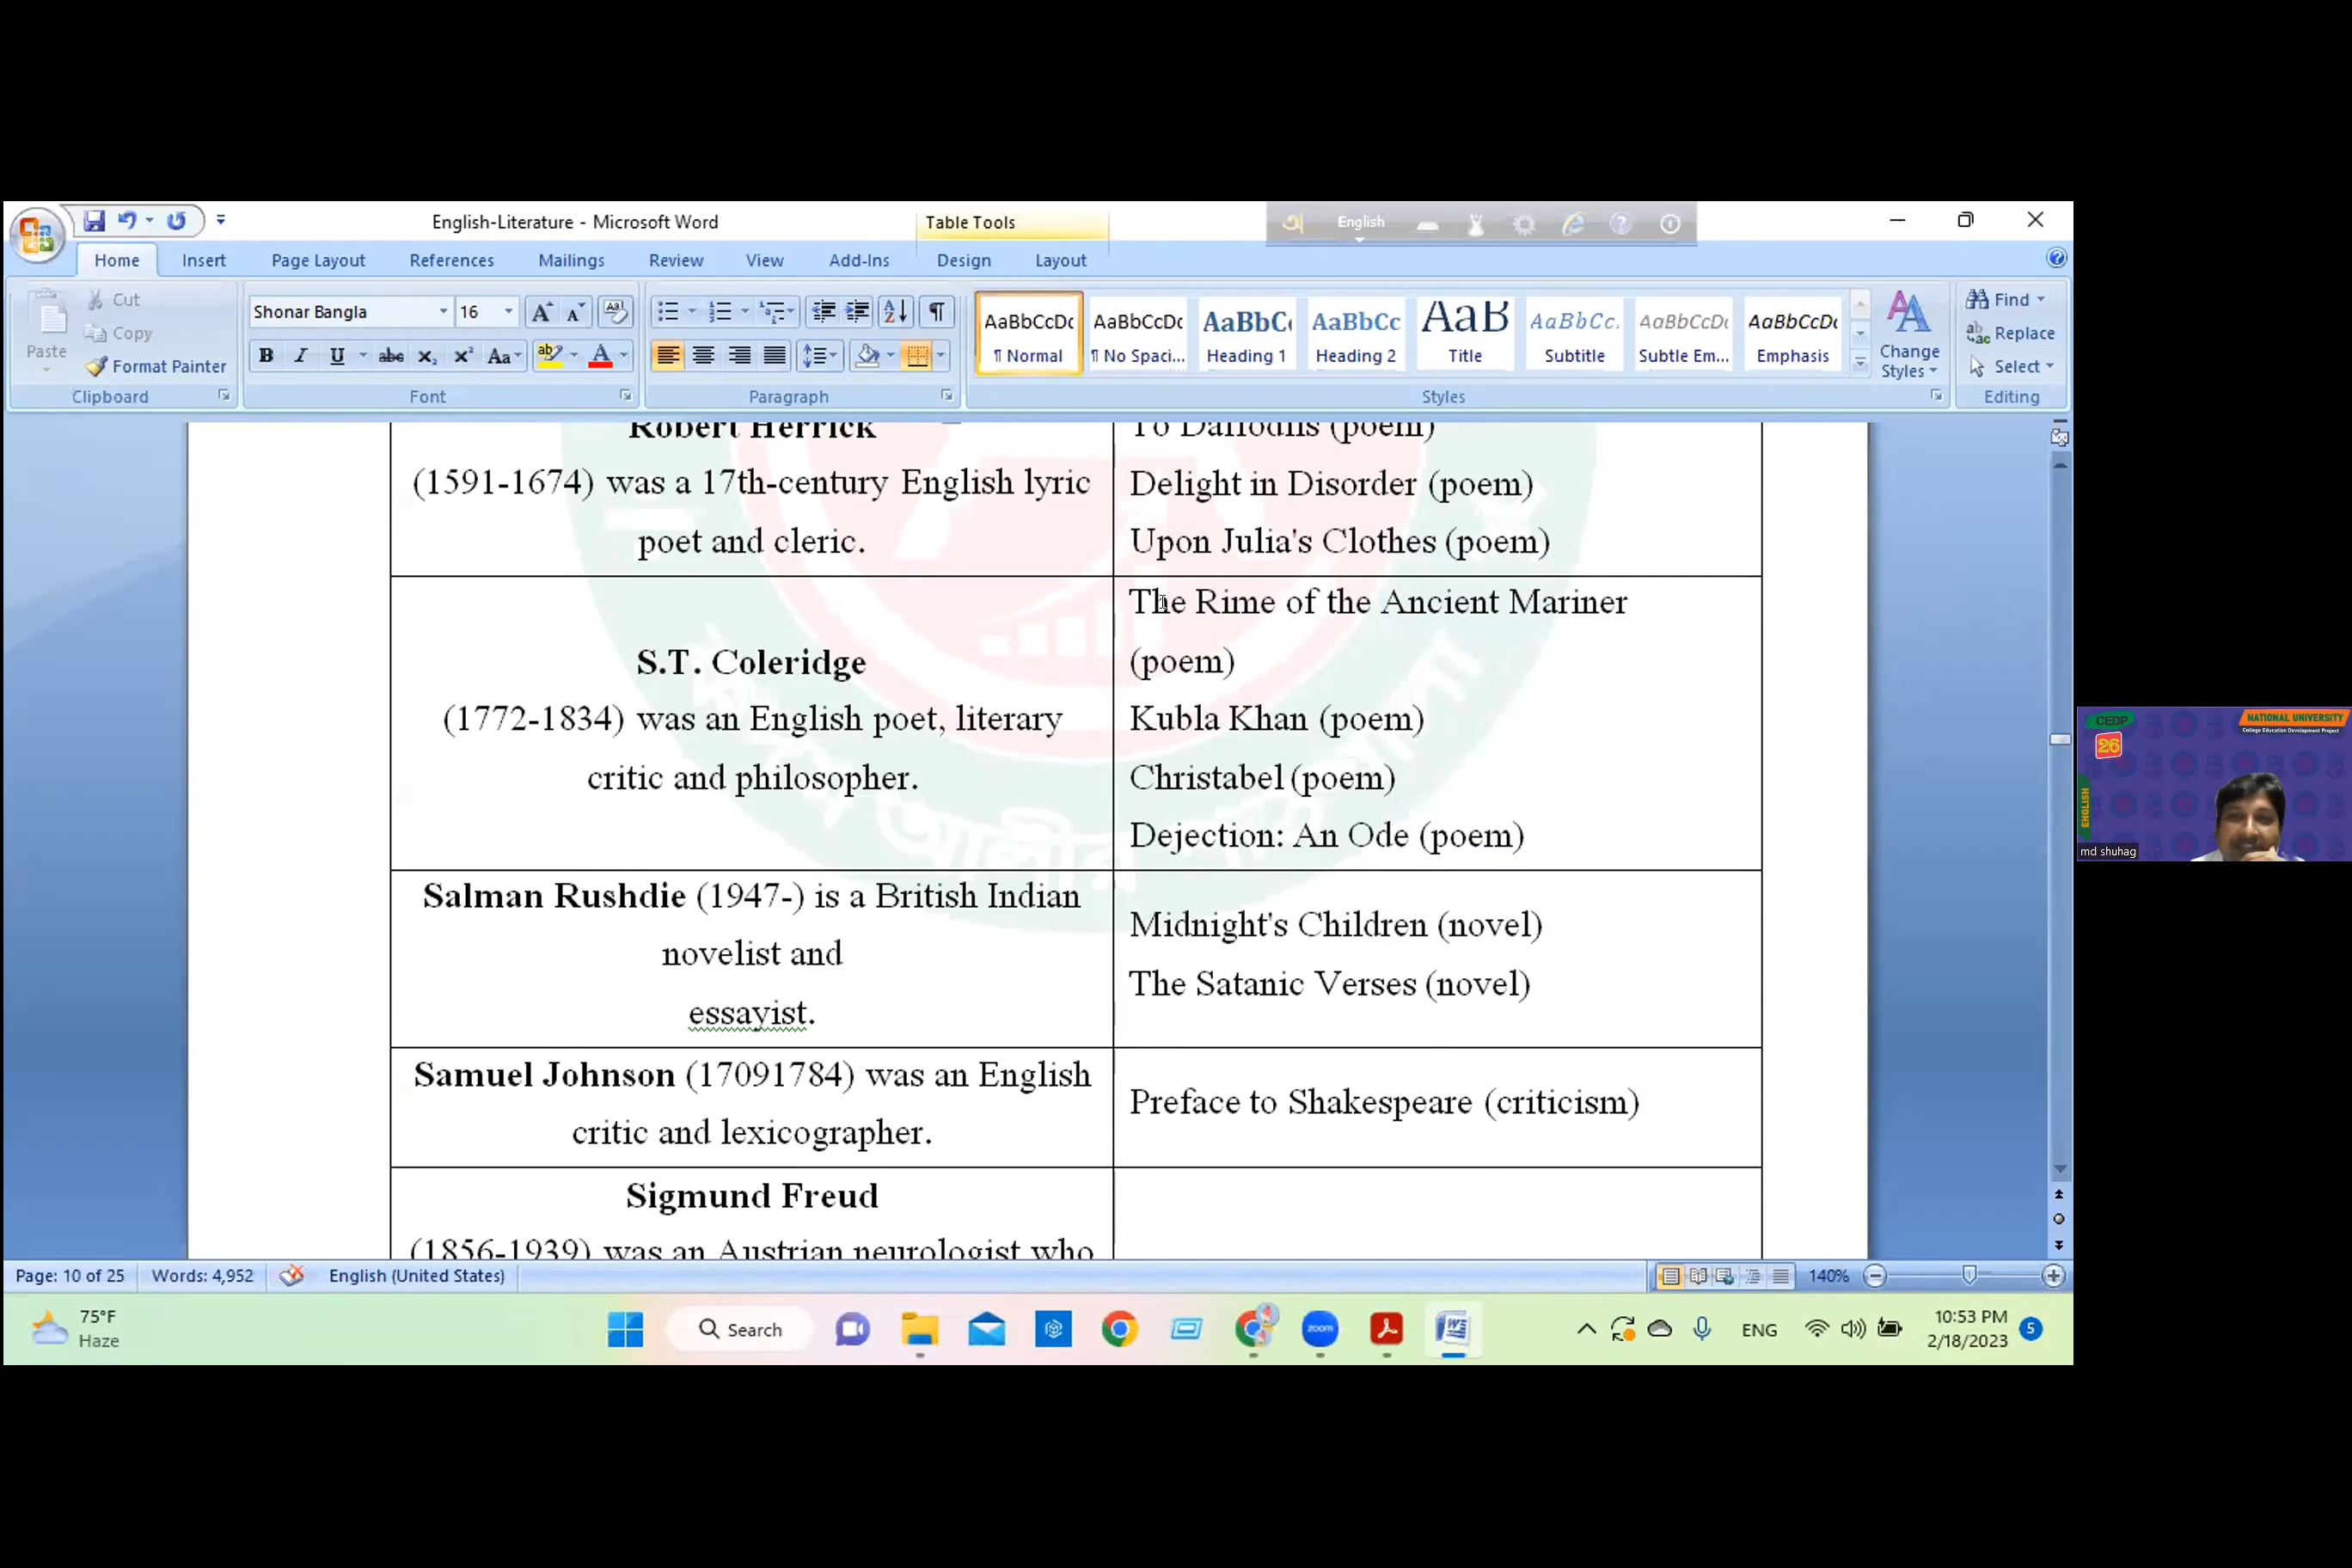 English-Literature - Microsoft Word
Table Tools
English
Home
Insert
Page Layout
References
Mailings
Review
View
Add-Ins
Design
Layout
Paste
Cut
Copy
Format Painter
Clipboard
Shonar Bangla
16
Font
Paragraph
AaBbCcDc
¶ Normal
AaBbCcDc
¶ No Spaci...
AaBbC
Heading 1
AaBbCc
Heading 2
AaB
Title
AaBbCc.
Subtitle
AaBbCcDc
Subtle Em...
AaBbCcDc
Emphasis
Change
Styles
Styles
Find
Replace
Select
Editing
Robert Herrick
(1591-1674) was a 17th-century English lyric
poet and cleric.
To Daffodils (poem)
Delight in Disorder (poem)
Upon Julia's Clothes (poem)
S.T. Coleridge
(1772-1834) was an English poet, literary
critic and philosopher.
The Rime of the Ancient Mariner
(poem)
Kubla Khan (poem)
Christabel (poem)
Dejection: An Ode (poem)
Salman Rushdie (1947-) is a British Indian
novelist and
essayist.
Midnight's Children (novel)
The Satanic Verses (novel)
Samuel Johnson (17091784) was an English
critic and lexicographer.
Preface to Shakespeare (criticism)
Sigmund Freud
(1856-1939) was an Austrian neurologist who
CEDP
26
NATIONAL UNIVERSITY
College Education Development Project
ENGLISH
md shuhag
Page: 10 of 25
Words: 4,952
English (United States)
140%
75°F
Haze
Search
zoom
ENG
10:53 PM
2/18/2023
5